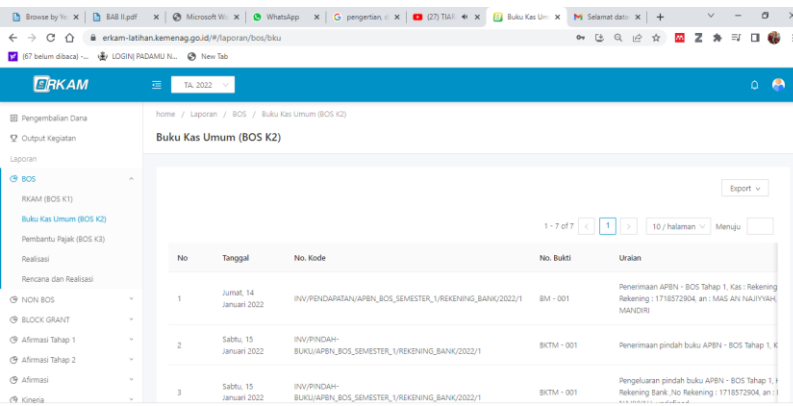 Browse by Ye
BAB II.pdf
Microsoft Wo
WhatsApp
pengertian, c
(27) TIAP
Buku Kas Um
Selamat data
erkam-latihan.kemenag.go.id/#/laporan/bos/bku
(67 belum dibaca) -...
LOGIN| PADAMU N...
New Tab
ERKAM
TA. 2022
Pengembalian Dana
Output Kegiatan
Laporan
BOS
RKAM (BOS K1)
Buku Kas Umum (BOS K2)
Pembantu Pajak (BOS K3)
Realisasi
Rencana dan Realisasi
NON BOS
BLOCK GRANT
Afirmasi Tahap 1
Afirmasi Tahap 2
Afirmasi
Kinerja
home / Laporan / BOS / Buku Kas Umum (BOS K2)
Buku Kas Umum (BOS K2)
Export
1 - 7 of 7 < 1 > 10 / halaman Menuju
No Tanggal No. Kode No. Bukti Uraian
1 Jumat, 14 Januari 2022 INV/PENDAPATAN/APBN_BOS_SEMESTER_1/REKENING_BANK/2022/1 BM - 001 Penerimaan APBN - BOS Tahap 1, Kas : Rekening
Rekening : 1718572904, an : MAS AN NAJIYYAH,
MANDIRI
2 Sabtu, 15 Januari 2022 INV/PINDAH-
BUKU/APBN_BOS_SEMESTER_1/REKENING_BANK/2022/1 BKTM - 001 Penerimaan pindah buku APBN - BOS Tahap 1, K
3 Sabtu, 15 Januari 2022 INV/PINDAH-
BUKU/APBN_BOS_SEMESTER_1/REKENING_BANK/2022/1 BKTM - 001 Pengeluaran pindah buku APBN - BOS Tahap 1,
Rekening Bank.,No Rekening : 1718572904, an :